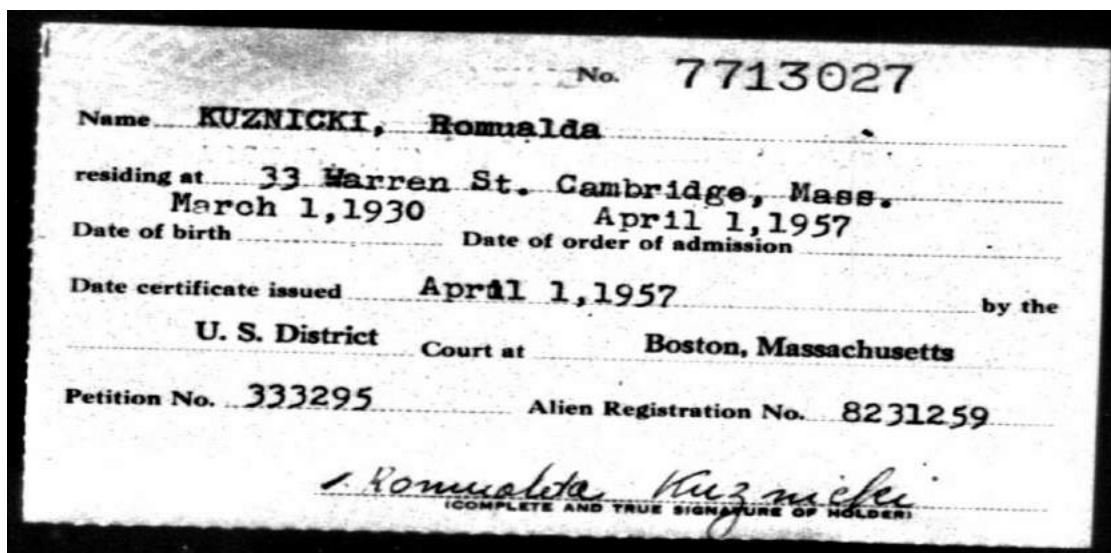 No. 7713027
Name KUZNICKI, Romualda
residing at 33 Warren St. Cambridge, Mass.
March 1,1930 April 1,1957
Date of birth Date of order of admission
Date certificate issued April 1,1957 by the
U. S. District Court at Boston, Massachusetts
Petition No. 333295 Alien Registration No. 8231259
Romualda Kuznicki
(COMPLETE AND TRUE SIGNATURE OF HOLDER)